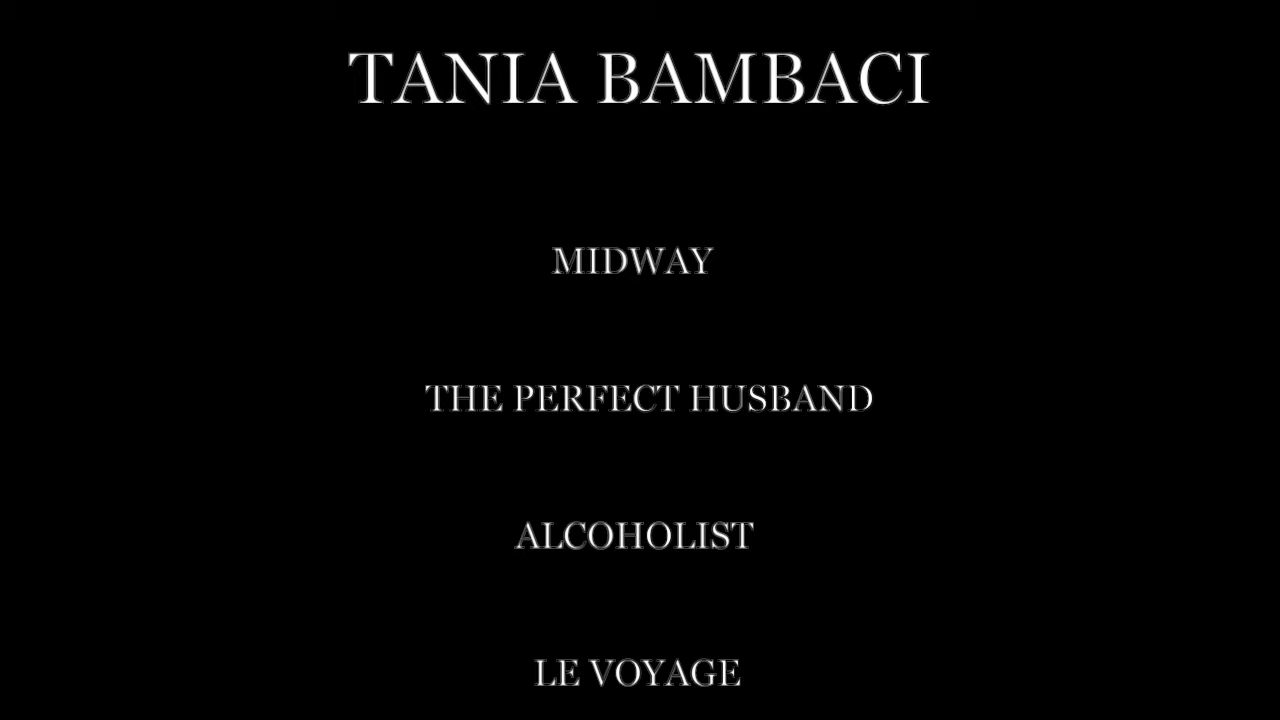 TANIA BAMBACI
MIDWAY
THE PERFECT HUSBAND
ALCOHOLIST
LE VOYAGE